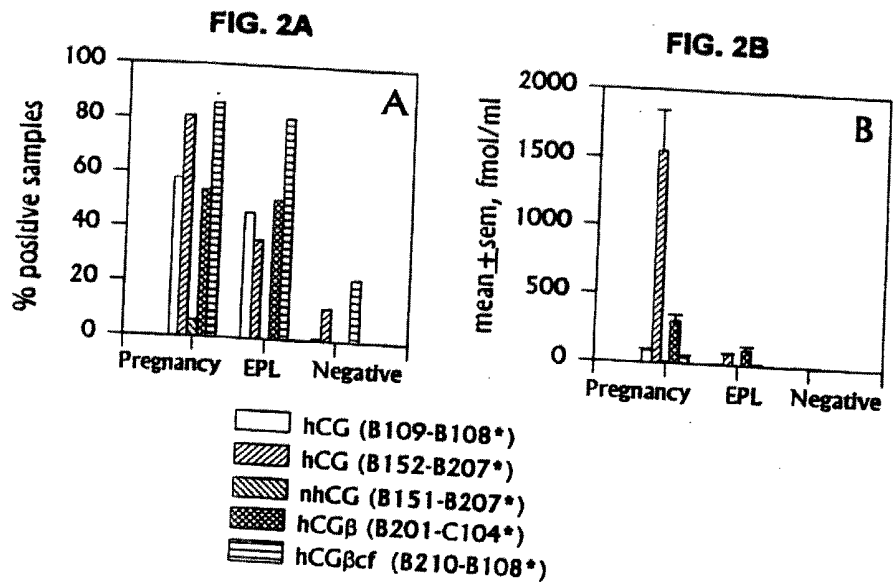 FIG. 2A
100
80
60
40
20
0
% positive samples
A
Pregnancy EPL Negative
FIG. 2B
2000
1500
1000
500
0
mean±sem, fmol/ml
B
Pregnancy EPL Negative
hCG (B109-B108*)
hCG (B152-B207*)
nhCG (B151-B207*)
hCGβ (B201-C104*)
hCGβcf (B210-B108*)